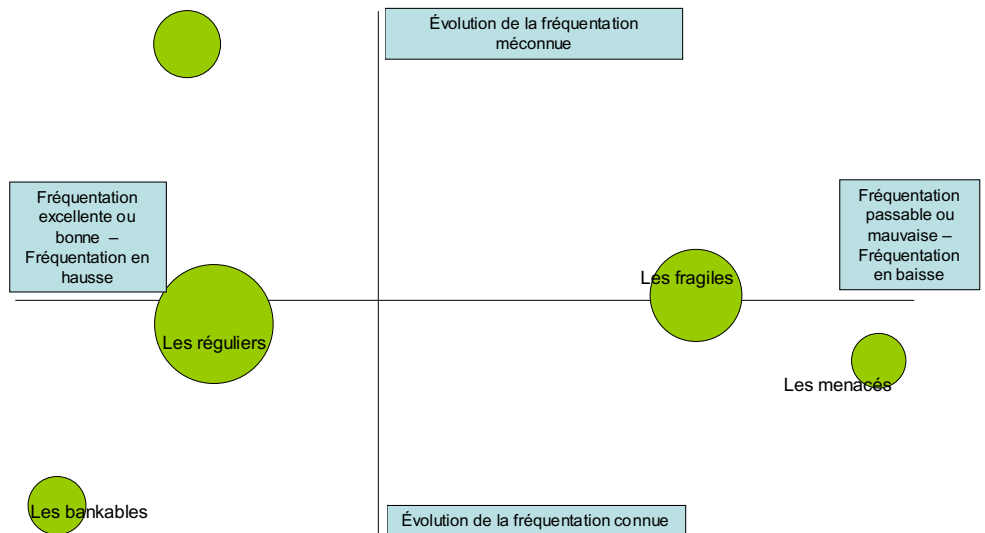 Évolution de la fréquentation
méconnue
Fréquentation
excellente ou
bonne –
Fréquentation en
hausse
Fréquentation
passable ou
mauvaise –
Fréquentation
en baisse
Les fragiles
Les réguliers
Les menacés
Les bankables
Évolution de la fréquentation connue